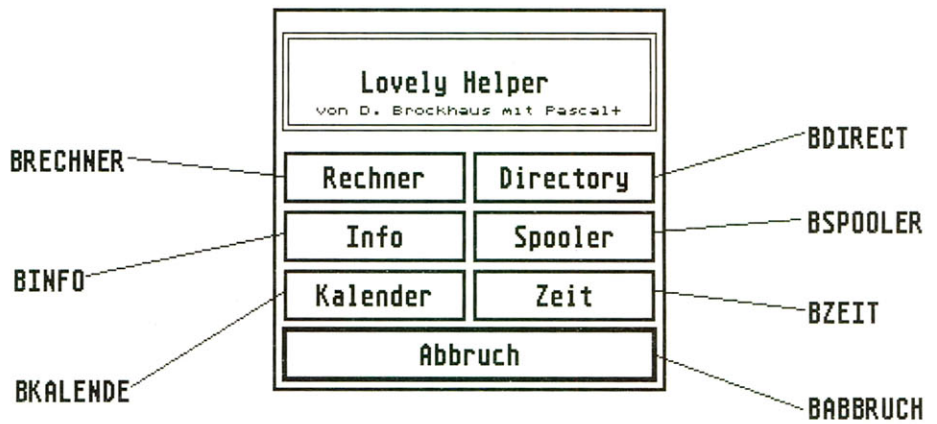 Lovely Helper
von D. Brockhaus mit Pascal+
BRECHNER
Rechner
Directory
BDIRECT
BINFO
Info
Spooler
BSPOOLER
BKALENDE
Kalender
Zeit
BZEIT
Abbruch
BABBRUCH